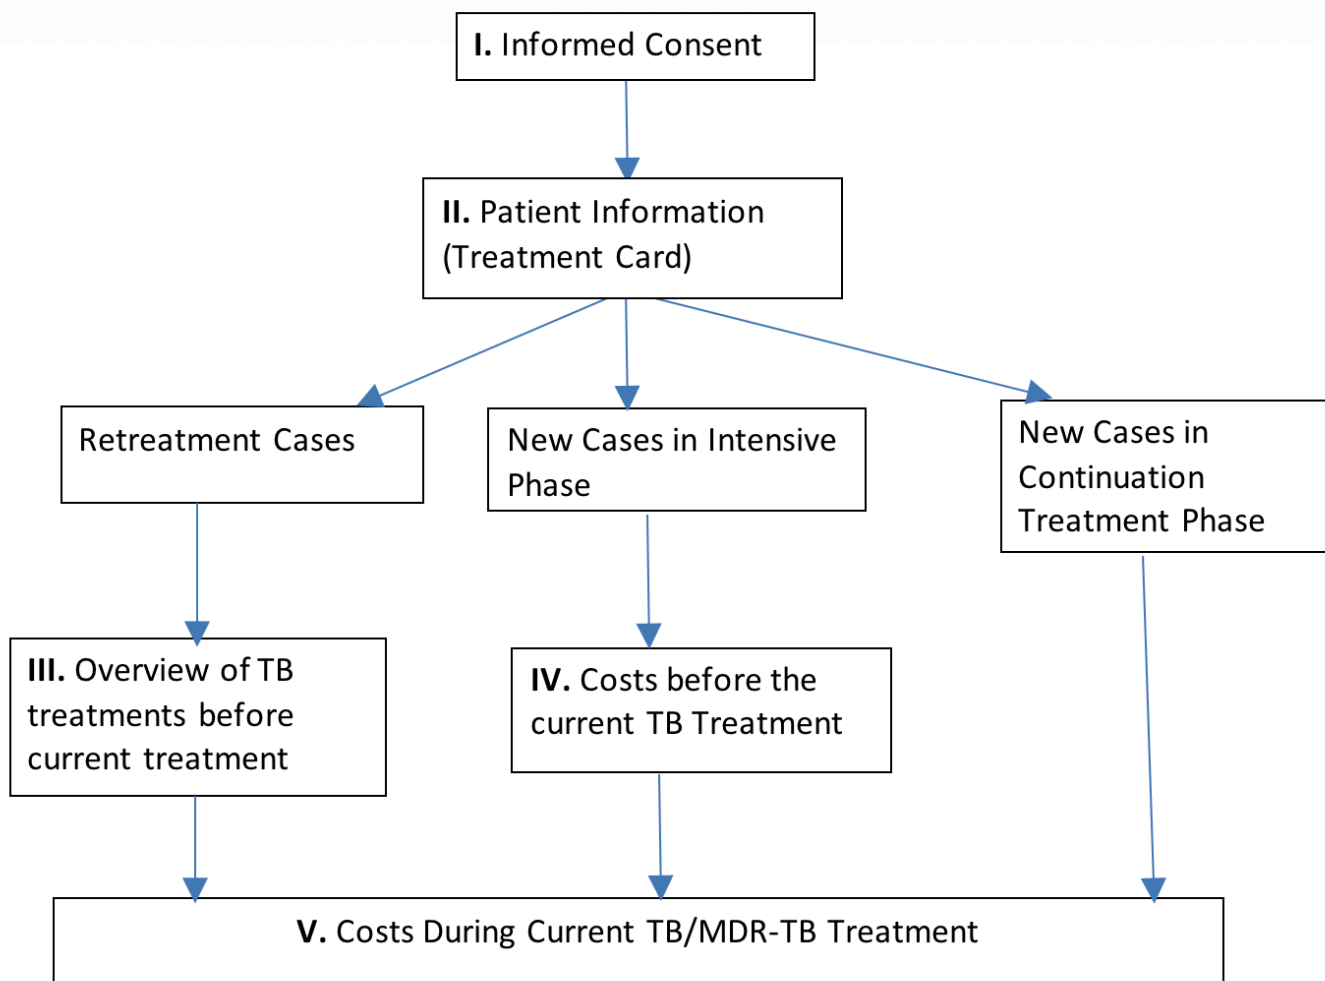 I. Informed Consent
II. Patient Information
(Treatment Card)
Retreatment Cases
New Cases in Intensive
Phase
New Cases in
Continuation
Treatment Phase
III. Overview of TB
treatments before
current treatment
IV. Costs before the
current TB Treatment
V. Costs During Current TB/MDR-TB Treatment